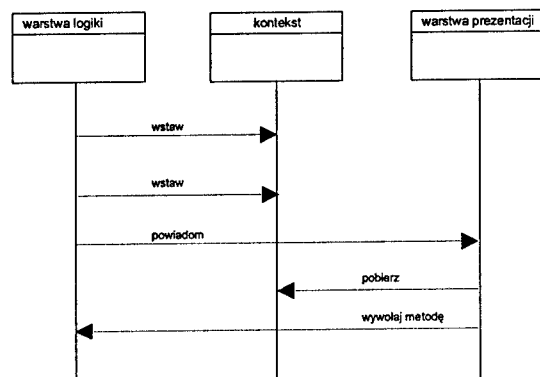 warstwa logiki
kontekst
warstwa prezentacji
wstaw
wstaw
powiadom
pobierz
wywołaj metodę